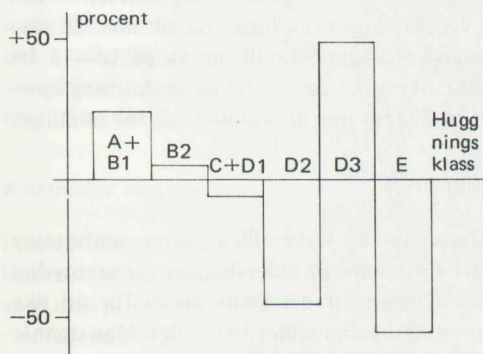 procent
+50
A+
B1
B2
C+D1
D2
D3
E
Hugg
nings
klass
−50